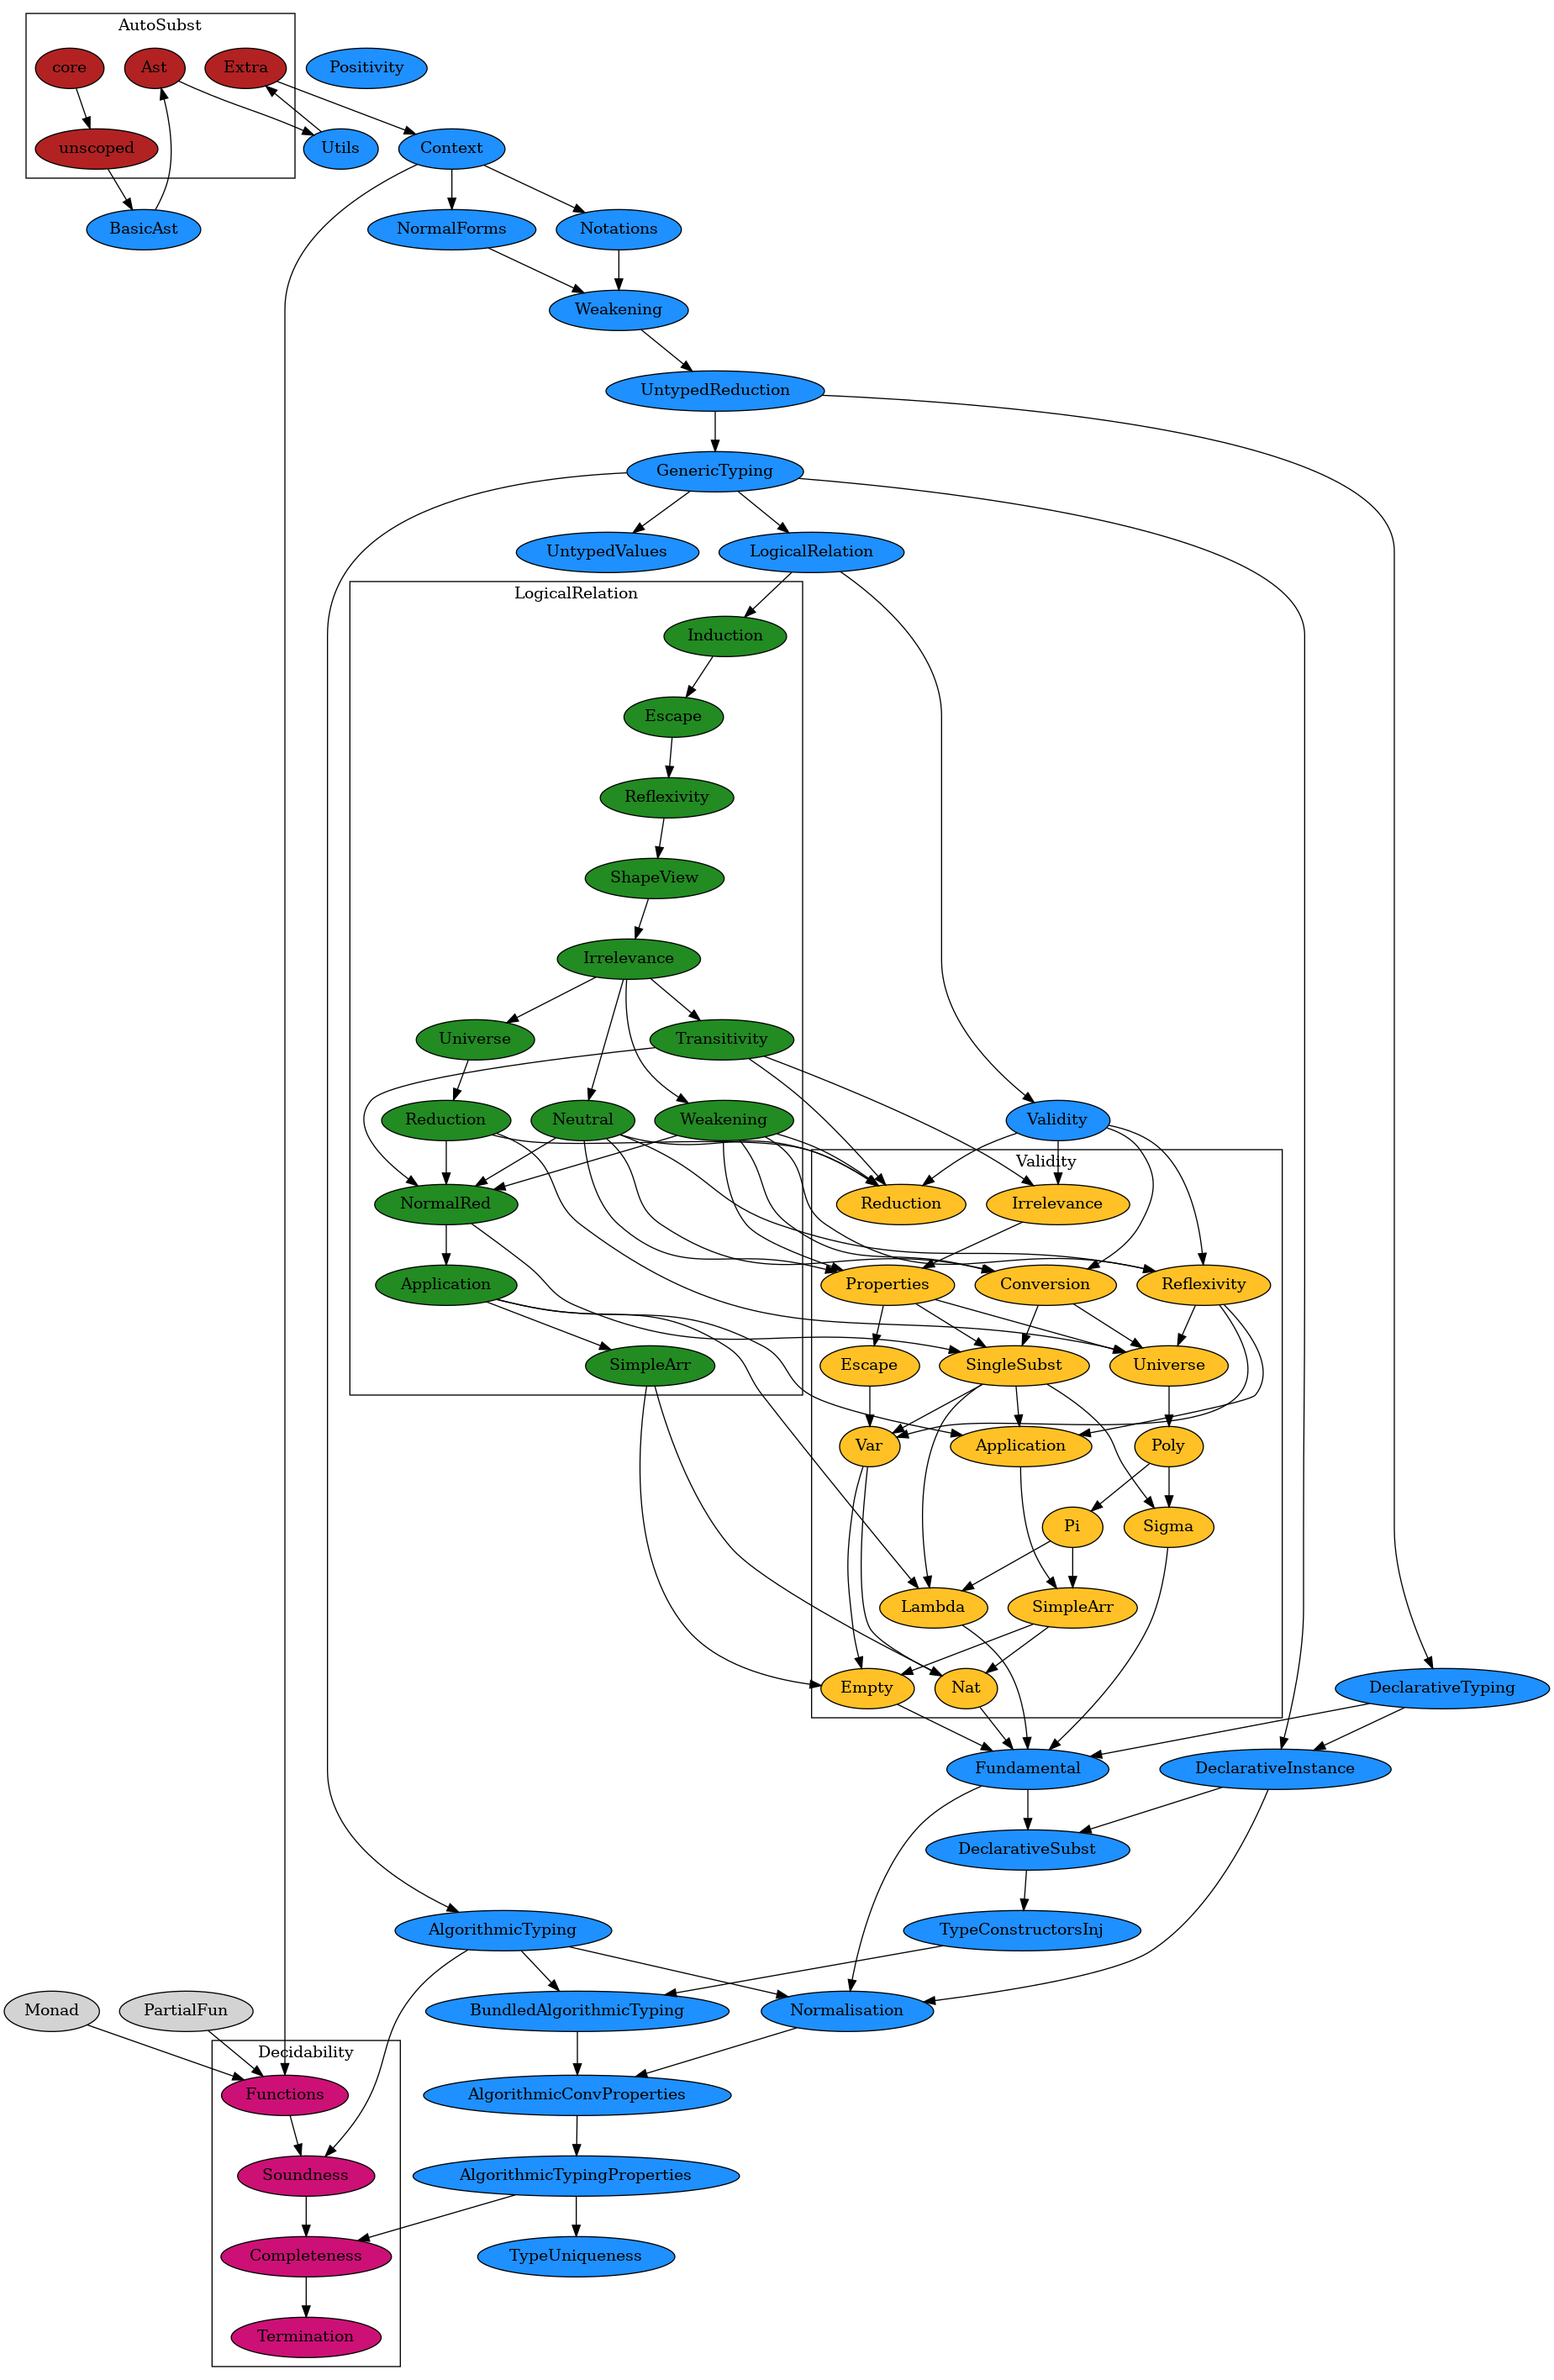 AutoSubst
core
Ast
Extra
Positivity
unscoped
Utils
Context
BasicAst
NormalForms
Notations
Weakening
UntypedReduction
GenericTyping
UntypedValues
LogicalRelation
LogicalRelation
Induction
Escape
Reflexivity
ShapeView
Irrelevance
Universe
Transitivity
Reduction
Neutral
Weakening
Validity
Validity
NormalRed
Reduction
Irrelevance
Application
Properties
Conversion
Reflexivity
SimpleArr
Escape
SingleSubst
Universe
Var
Application
Poly
Pi
Sigma
Lambda
SimpleArr
Empty
Nat
DeclarativeTyping
Fundamental
DeclarativeInstance
DeclarativeSubst
AlgorithmicTyping
TypeConstructorsInj
Monad
PartialFun
BundledAlgorithmicTyping
Normalisation
Decidability
Functions
AlgorithmicConvProperties
Soundness
AlgorithmicTypingProperties
Completeness
TypeUniqueness
Termination